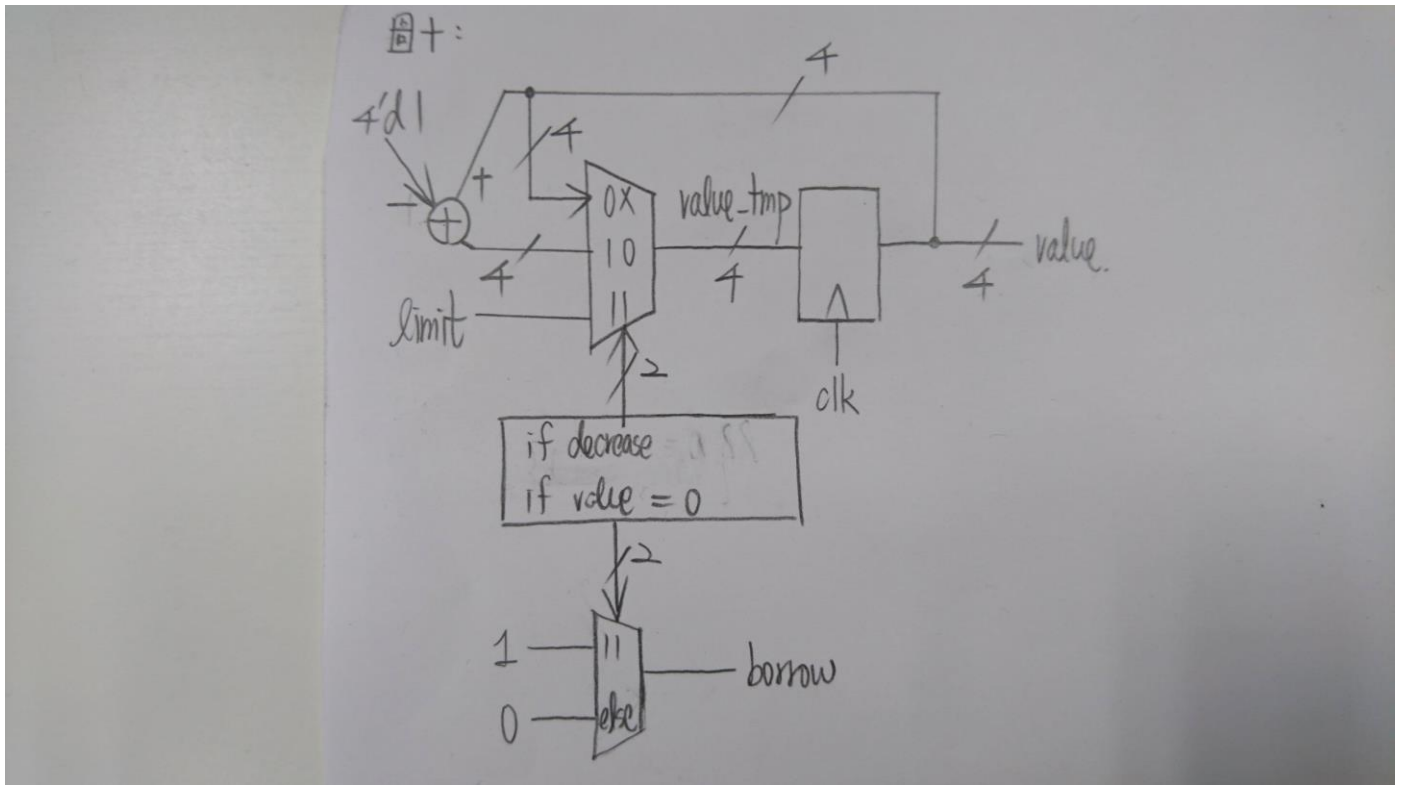 圖十:
4
4'd1
4
+
-
+
0X
value_tmp
10
4
4
value.
4
limit
11
2
clk
if decrease
if value = 0
2
1
11
borrow
0
else